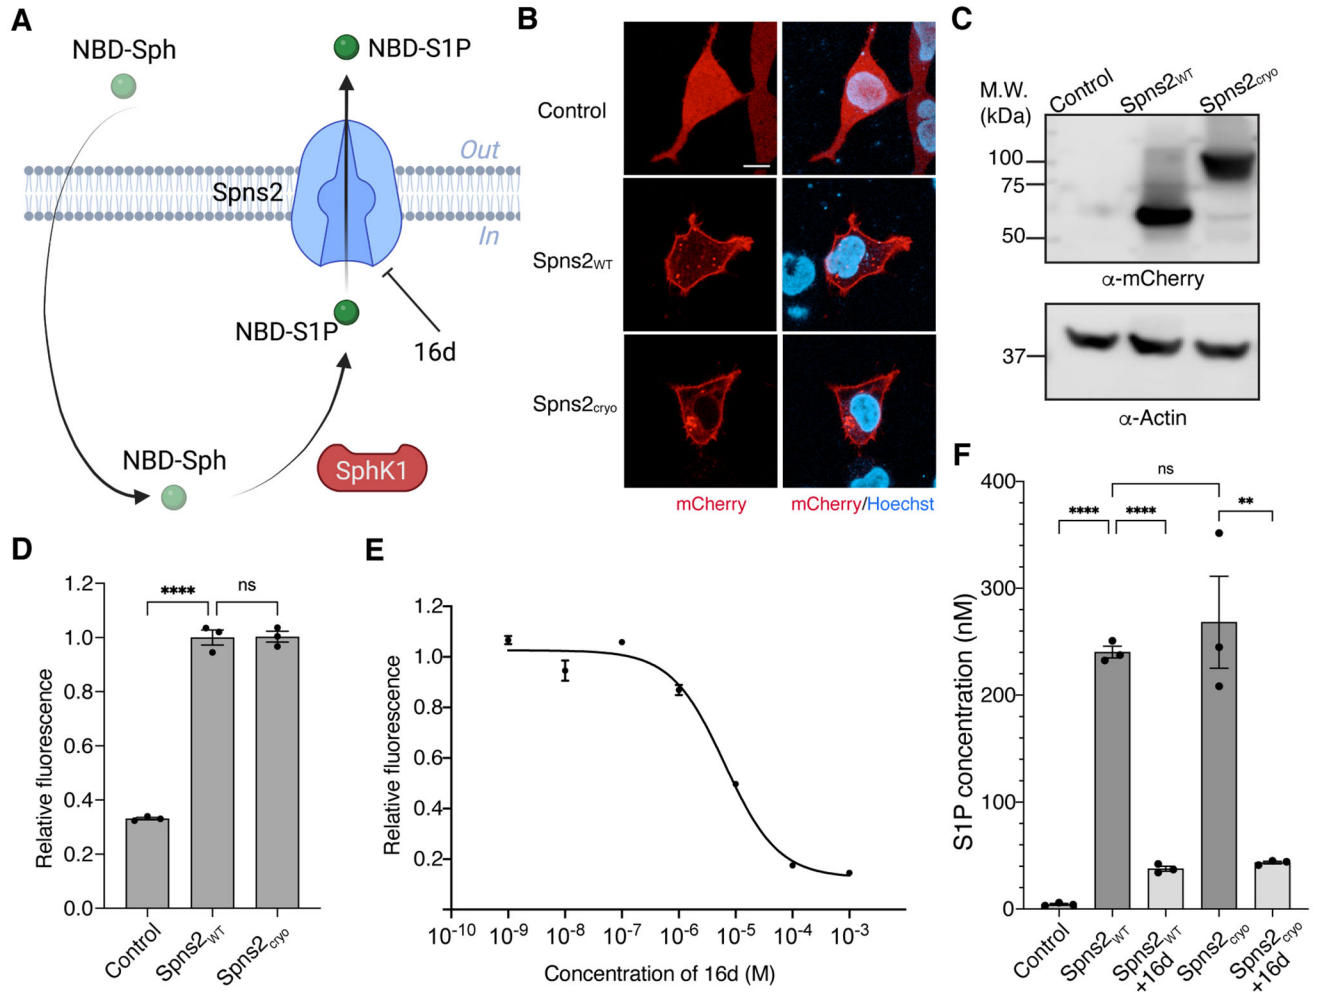 A
NBD-Sph
NBD-S1P
Out
Spns2
In
NBD-S1P
16d
NBD-Sph
SphK1
B
Control
Spns2WT
Spns2cryo
mCherry
mCherry/Hoechst
C
M.W.
(kDa)
Control
Spns2WT
Spns2cryo
100
75
50
α-mCherry
37
α-Actin
D
Relative fluorescence
1.2
1.0
0.8
0.6
0.4
0.2
0.0
****
ns
Control
Spns2WT
Spns2cryo
E
Relative fluorescence
1.2
1.0
0.8
0.6
0.4
0.2
10-10
10-9
10-8
10-7
10-6
10-5
10-4
10-3
Concentration of 16d (M)
F
S1P concentration (nM)
400
300
200
100
0
ns
****
****
**
Control
Spns2WT
Spns2WT
+16d
Spns2cryo
Spns2cryo
+16d